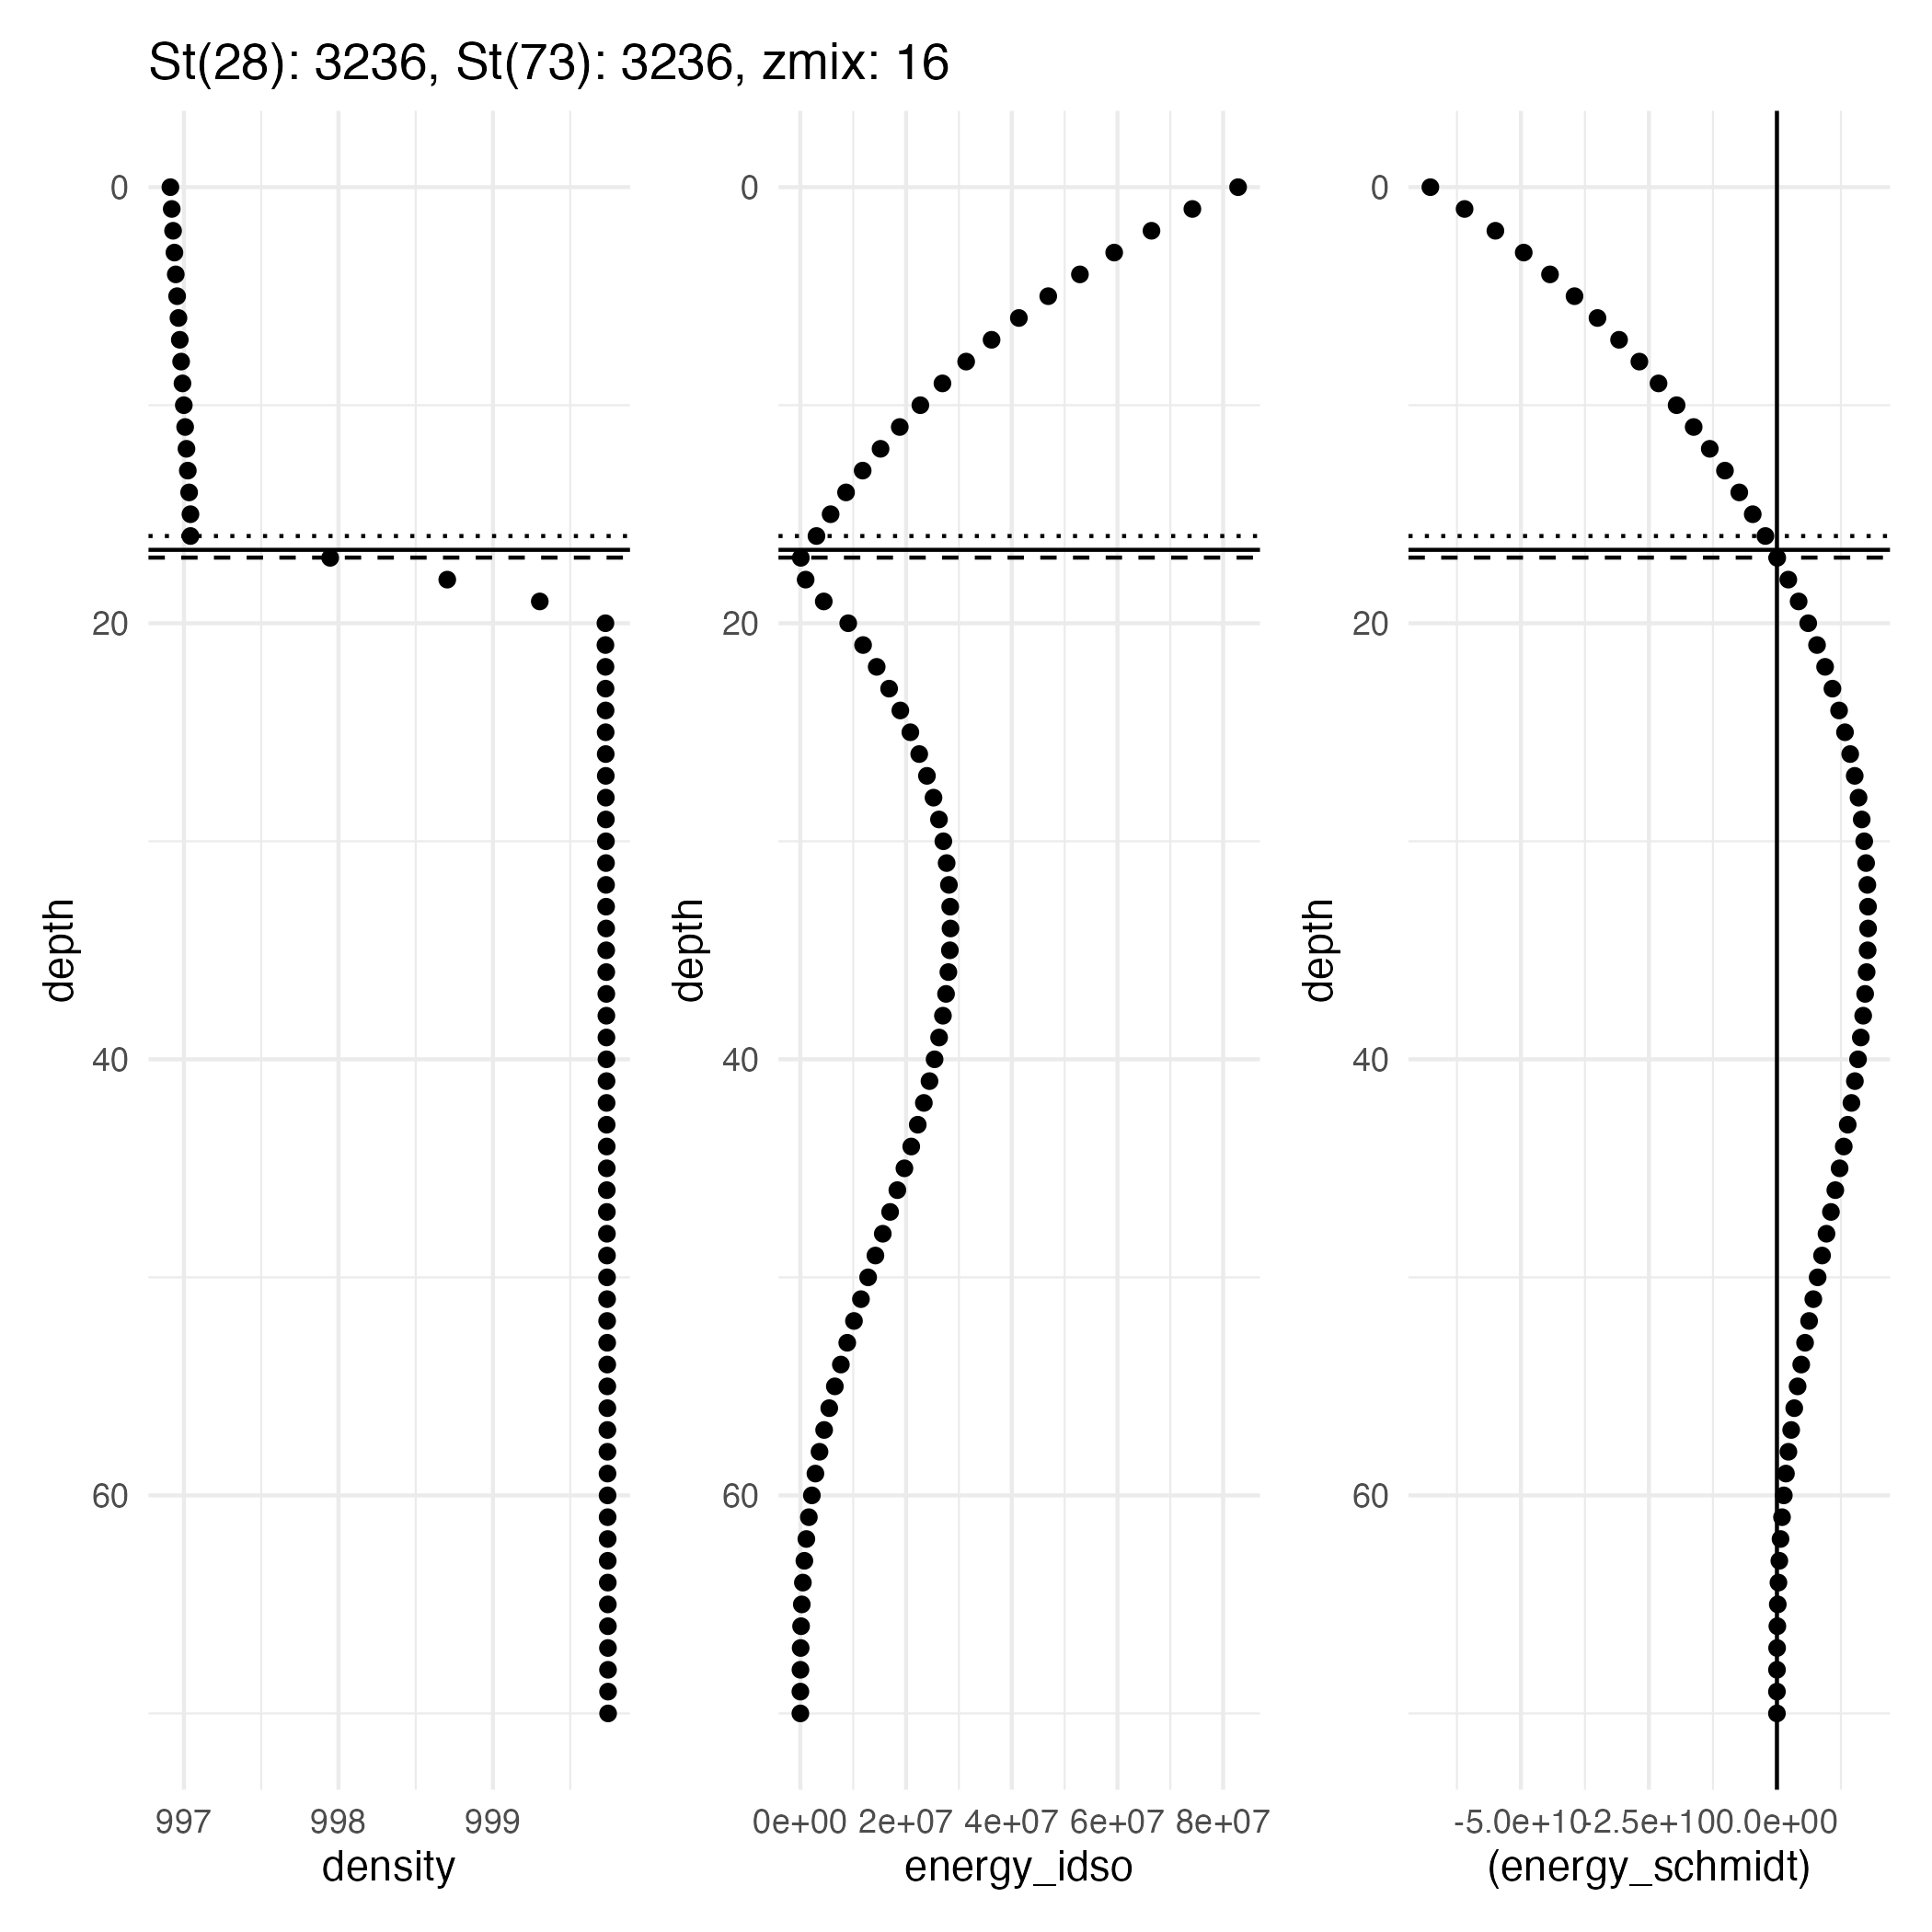 St(28): 3236, St(73): 3236, zmix: 16
0
20
40
60
depth
997 998 999
density
0
20
40
60
depth
0e+00 2e+07 4e+07 6e+07 8e+07
energy_idso
0
20
40
60
depth
-5.0e+10 -2.5e+10 0.0e+00
(energy_schmidt)